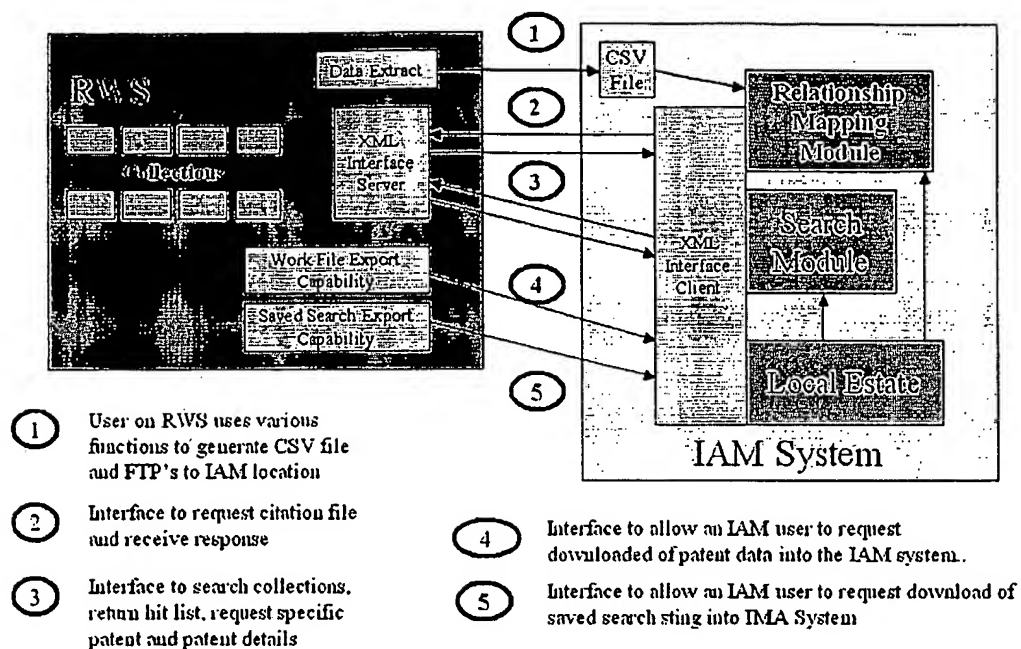 1
RWS
Data Extract
CSV
File
Relationship
Mapping
Module
2
XML
Interface
Server
Collections
3
Search
Module
XML
Interface
Client
Work File Export
Capability
4
Saved Search Export
Capability
Local Estate
5
IAM System
1
User on RWS uses various
functions to generate CSV file
and FTP's to IAM location
2
Interface to request citation file
and receive response
3
Interface to search collections,
return hit list, request specific
patent and patent details
4
Interface to allow an IAM user to request
downloaded of patent data into the IAM system..
5
Interface to allow an IAM user to request download of
saved search sting into IMA System